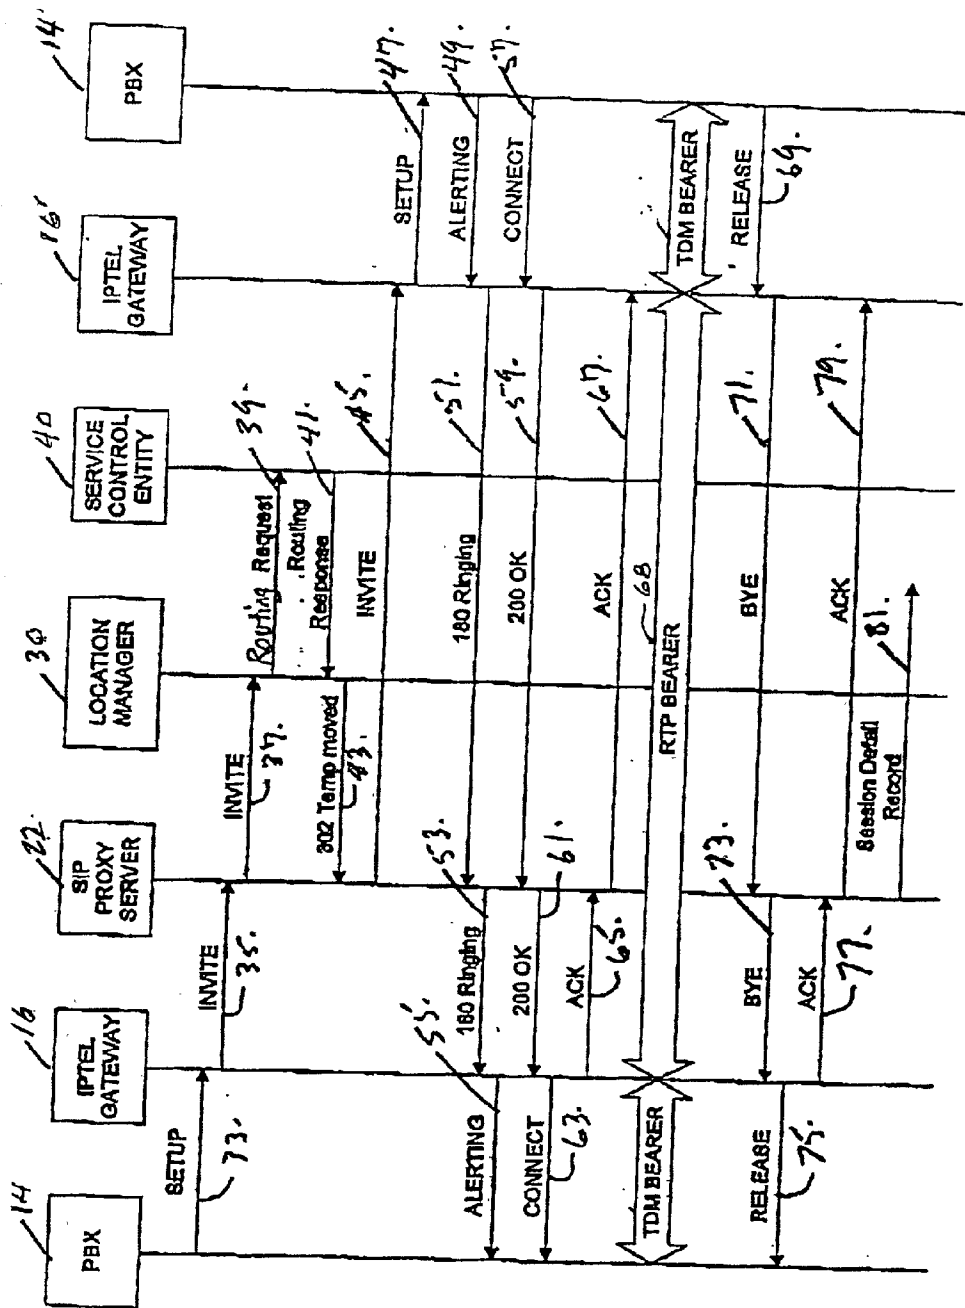 14
PBX
16
IPTEL
GATEWAY
22
SIP
PROXY
SERVER
30
LOCATION
MANAGER
40
SERVICE
CONTROL
ENTITY
16'
IPTEL
GATEWAY
14'
PBX
SETUP
33.
INVITE
35.
INVITE
37.
Routing Request
39.
Routing
Response
41.
302 Temp moved
43.
INVITE
45.
SETUP
47.
ALERTING
49.
180 Ringing
51.
180 Ringing
53.
ALERTING
55.
CONNECT
57.
200 OK
59.
200 OK
61.
CONNECT
63.
ACK
65.
ACK
67.
TDM BEARER
RTP BEARER
68
TDM BEARER
RELEASE
69.
BYE
71.
BYE
73.
RELEASE
75.
ACK
77.
ACK
79.
Session Detail
Record
81.